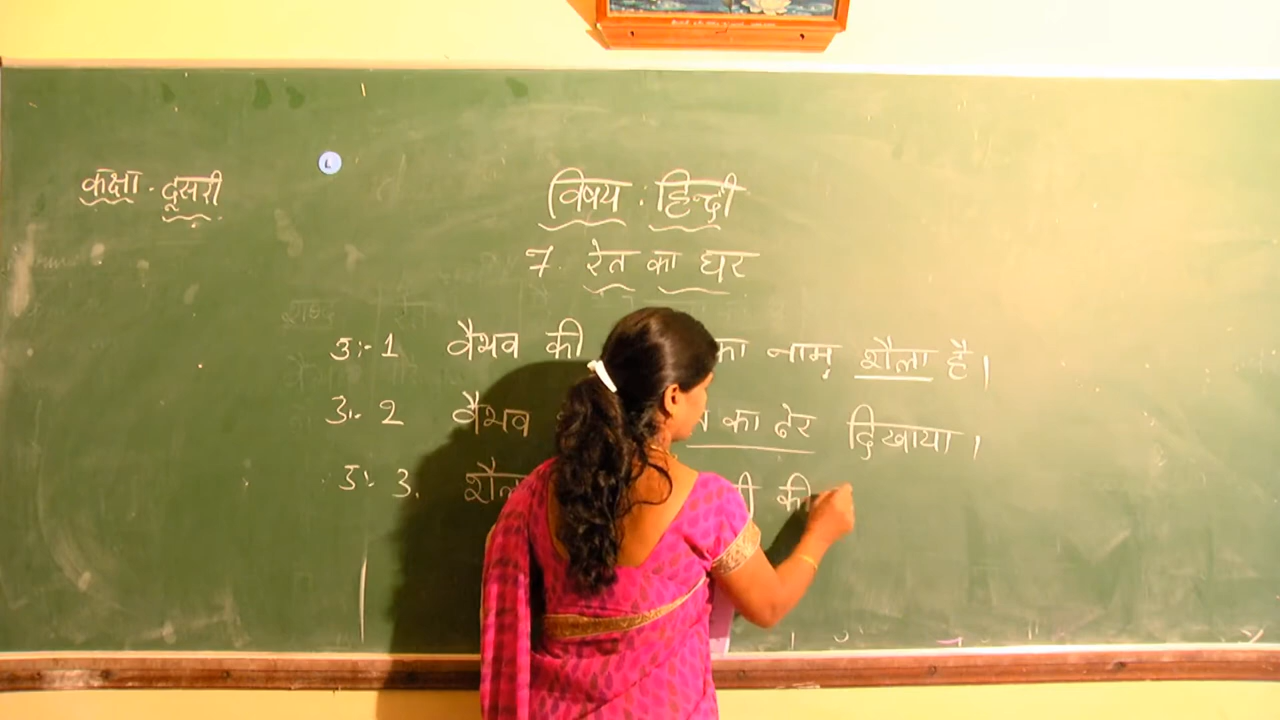 कक्षा - दूसरी
विषय : हिन्दी
7. रेत का घर
उ:- 1 वैभव की का नाम शैला है।
उ:- 2 वैभव का ढेर दिखाया।
उ:- 3. की